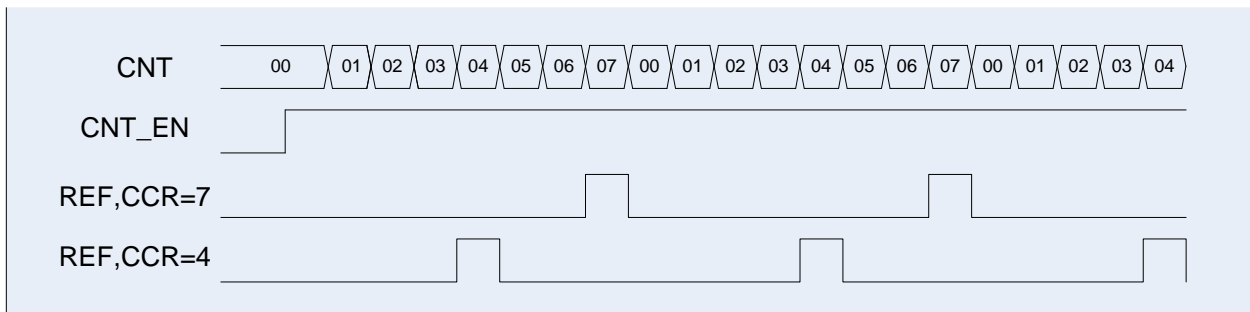 CNT 00 01 02 03 04 05 06 07 00 01 02 03 04 05 06 07 00 01 02 03 04
CNT_EN
REF,CCR=7
REF,CCR=4